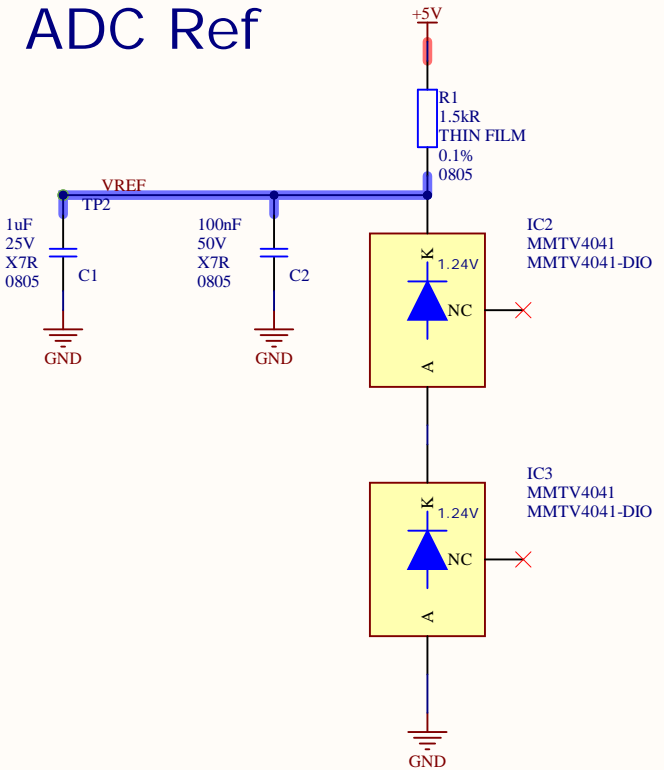 ADC Ref
+5V
R1
1.5kR
THIN FILM
0.1%
0805
VREF
TP2
1uF
25V
X7R
0805
C1
GND
100nF
50V
X7R
0805
C2
GND
IC2
MMTV4041
MMTV4041-DIO
K
1.24V
NC
A
IC3
MMTV4041
MMTV4041-DIO
K
1.24V
NC
A
GND